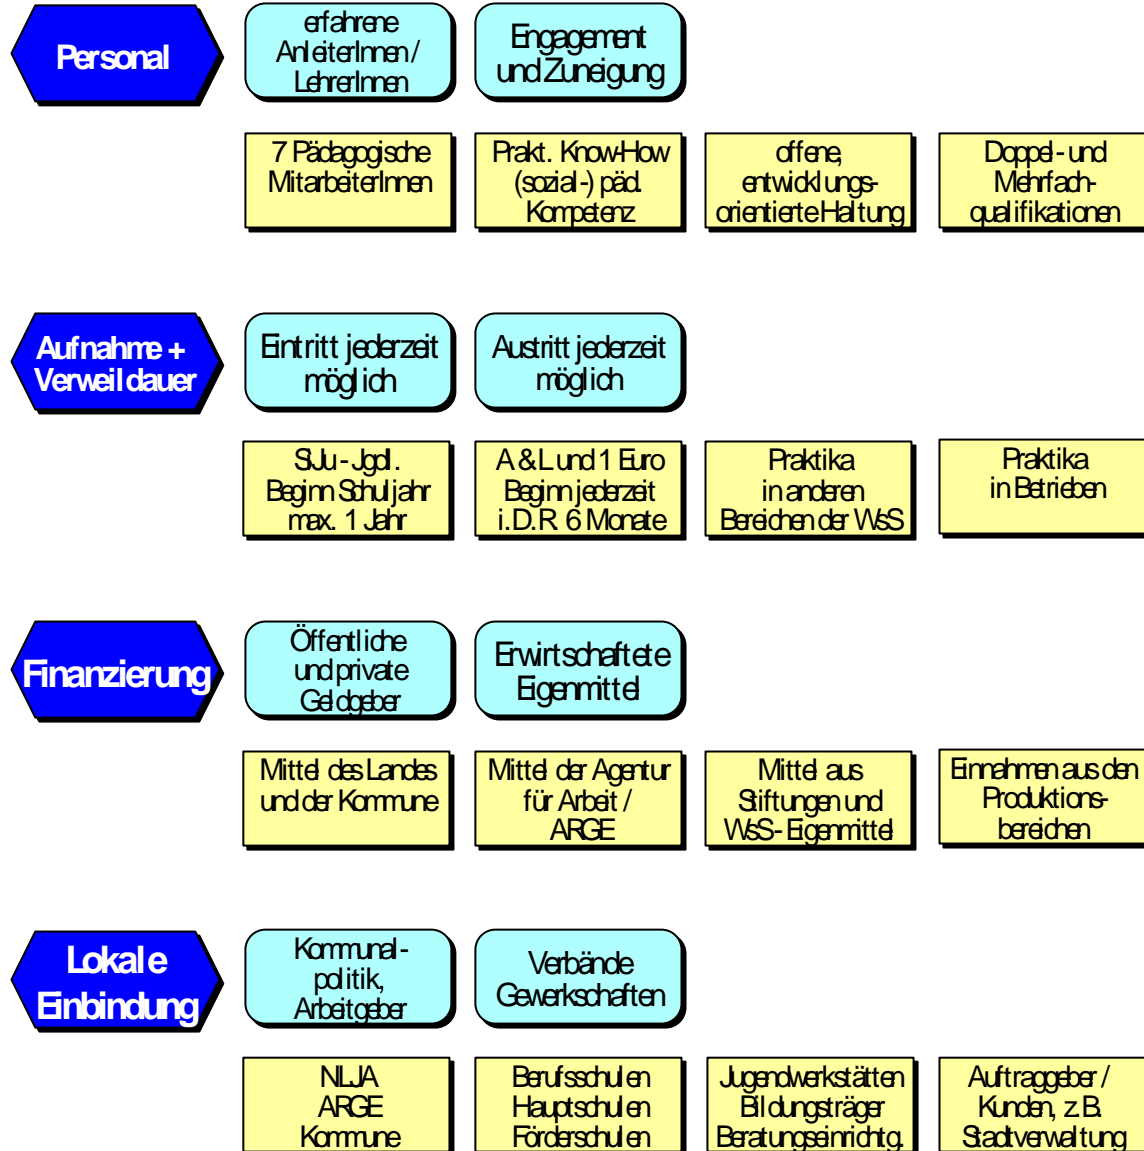 Personal
erfahrene
AnleiterInnen /
LehrerInnen
Engagement
und Zuneigung
7 Pädagogische
MitarbeiterInnen
Prakt. Know-How
(sozial-) päd.
Kompetenz
offene,
entwicklungs-
orientierte Haltung
Doppel- und
Mehrfach-
qualifikationen
Aufnahme +
Verweildauer
Eintritt jederzeit
möglich
Austritt jederzeit
möglich
SiJu - Jgdl.
Beginn Schuljahr
max. 1 Jahr
A & L und 1 Euro
Beginn jederzeit
i.D.R. 6 Monate
Praktika
in anderen
Bereichen der WsS
Praktika
in Betrieben
Finanzierung
Öffentliche
und private
Geldgeber
Erwirtschaftete
Eigenmittel
Mittel des Landes
und der Kommune
Mittel der Agentur
für Arbeit /
ARGE
Mittel aus
Stiftungen und
WsS- Eigenmittel
Einnahmen aus den
Produktions-
bereichen
Lokale
Einbindung
Kommunal-
politik,
Arbeitgeber
Verbände
Gewerkschaften
NLJA
ARGE
Kommune
Berufsschulen
Hauptschulen
Förderschulen
Jugendwerkstätten
Bildungsträger
Beratungseinrichtg.
Auftraggeber /
Kunden, z.B.
Stadtverwaltung